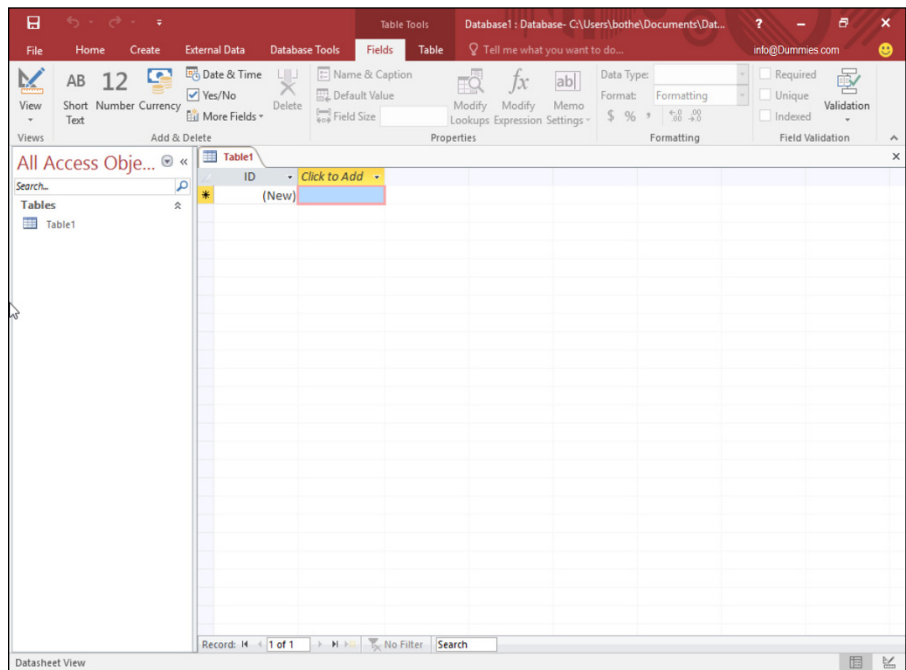 Table Tools Database1 : Database- C:\Users\bothe\Documents\Dat... ?
File Home Create External Data Database Tools Fields Table Tell me what you want to do... info@Dummies.com
View
AB Short Text
12 Number
Currency
Date & Time
Yes/No
More Fields
Delete
Name & Caption
Default Value
Field Size
Modify Lookups
fx Modify Expression
ab| Memo Settings
Data Type:
Format: Formatting
$ % , .00 .00
Required
Unique
Indexed
Validation
Views Add & Delete Properties Formatting Field Validation
All Access Obje... «
Search...
Tables
Table1
Table1
ID Click to Add
* (New)
Record: 1 of 1 No Filter Search
Datasheet View